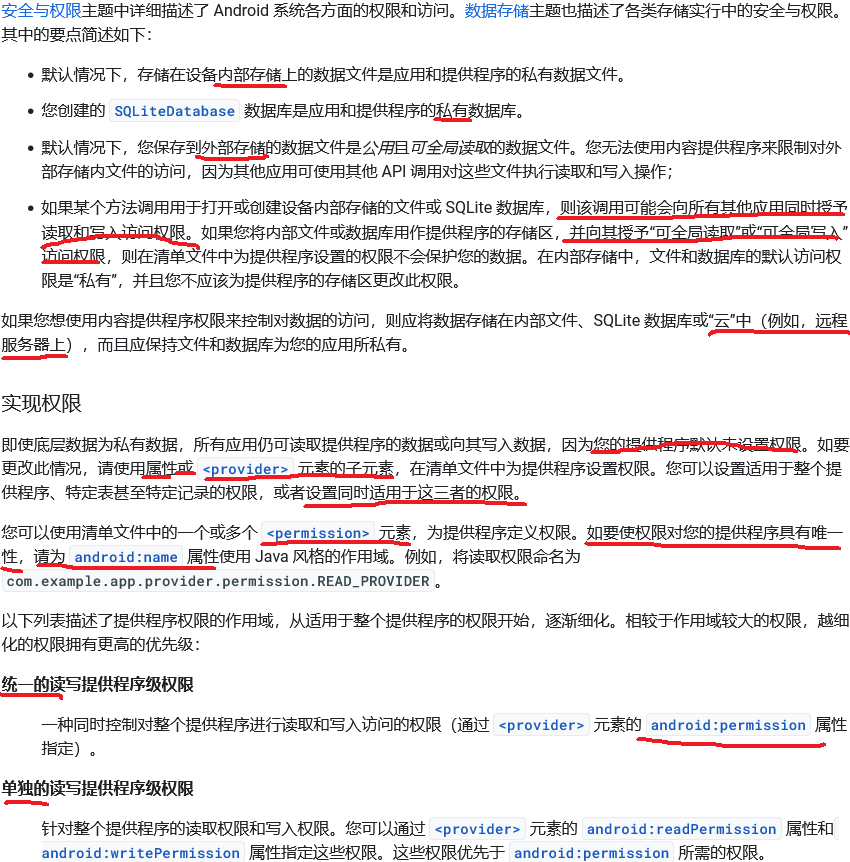 安全与权限主题中详细描述了 Android 系统各方面的权限和访问。数据存储主题也描述了各类存储实行中的安全与权限。
其中的要点简述如下：
• 默认情况下，存储在设备内部存储上的数据文件是应用和提供程序的私有数据文件。
• 您创建的 SQLiteDatabase 数据库是应用和提供程序的私有数据库。
• 默认情况下，您保存到外部存储的数据文件是公用且可全局读取的数据文件。您无法使用内容提供程序来限制对外
部存储内文件的访问，因为其他应用可使用其他 API 调用对这些文件执行读取和写入操作；
• 如果某个方法调用用于打开或创建设备内部存储的文件或 SQLite 数据库，则该调用可能会向所有其他应用同时授予
读取和写入访问权限。如果您将内部文件或数据库用作提供程序的存储区，并向其授予“可全局读取”或“可全局写入”
访问权限，则在清单文件中为提供程序设置的权限不会保护您的数据。在内部存储中，文件和数据库的默认访问权
限是“私有”，并且您不应该为提供程序的存储区更改此权限。
如果您想使用内容提供程序权限来控制对数据的访问，则应将数据存储在内部文件、SQLite 数据库或“云”中（例如，远程
服务器上），而且应保持文件和数据库为您的应用所私有。
实现权限
即使底层数据为私有数据，所有应用仍可读取提供程序的数据或向其写入数据，因为您的提供程序默认未设置权限。如要
更改此情况，请使用属性或 <provider> 元素的子元素，在清单文件中为提供程序设置权限。您可以设置适用于整个提
供程序、特定表甚至特定记录的权限，或者设置同时适用于这三者的权限。
您可以使用清单文件中的一个或多个 <permission> 元素，为提供程序定义权限。如要使权限对您的提供程序具有唯一
性，请为 android:name 属性使用 Java 风格的作用域。例如，将读取权限命名为
com.example.app.provider.permission.READ_PROVIDER。
以下列表描述了提供程序权限的作用域，从适用于整个提供程序的权限开始，逐渐细化。相较于作用域较大的权限，越细
化的权限拥有更高的优先级：
统一的读写提供程序级权限
一种同时控制对整个提供程序进行读取和写入访问的权限（通过 <provider> 元素的 android:permission 属性
指定）。
单独的读写提供程序级权限
针对整个提供程序的读取权限和写入权限。您可以通过 <provider> 元素的 android:readPermission 属性和
android:writePermission 属性指定这些权限。这些权限优先于 android:permission 所需的权限。